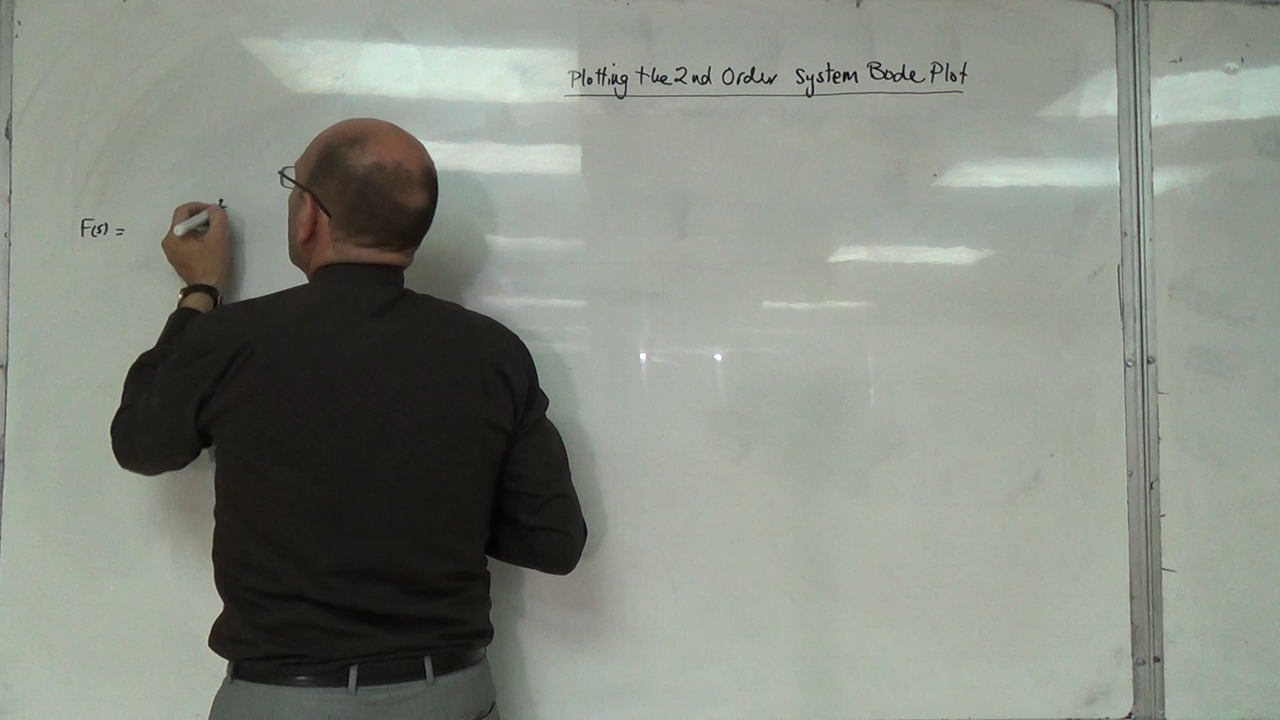 Plotting the 2nd Order System Bode Plot
F(s) =